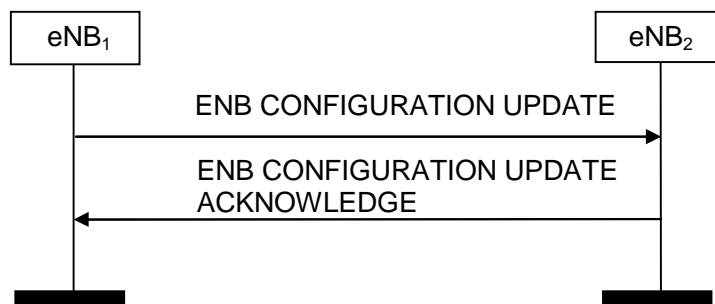 eNB₁
eNB₂
ENB CONFIGURATION UPDATE
ENB CONFIGURATION UPDATE
ACKNOWLEDGE